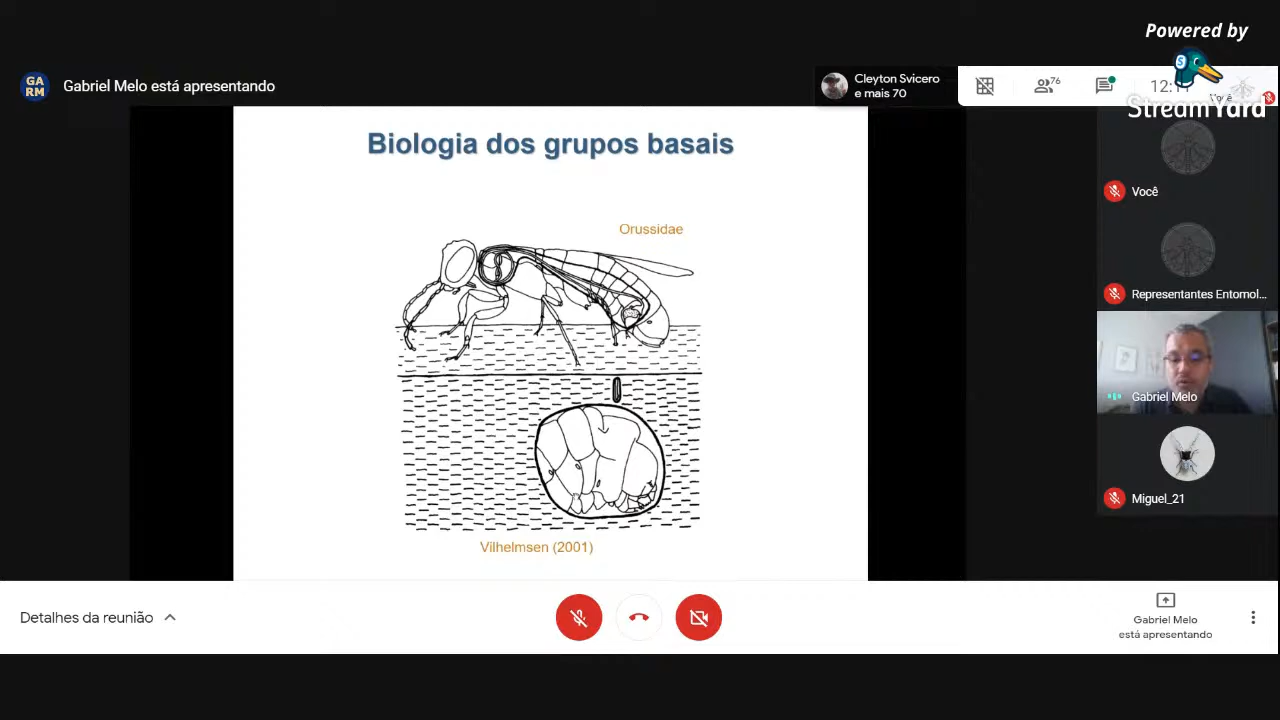 Powered by
StreamYard
GA
RM
Gabriel Melo está apresentando
Cleyton Svicero
e mais 70
76
Você
Biologia dos grupos basais
Orussidae
Vilhelmsen (2001)
Você
Representantes Entomol...
Gabriel Melo
Miguel_21
Detalhes da reunião
Gabriel Melo
está apresentando